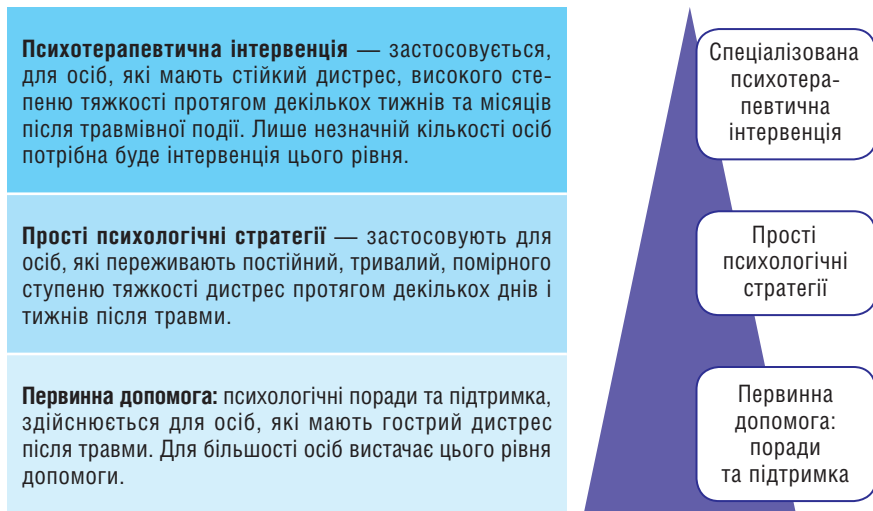 Психотерапевтична інтервенція — застосовується,
для осіб, які мають стійкий дистрес, високого сте-
пеню тяжкості протягом декількох тижнів та місяців
після травмівної події. Лише незначній кількості осіб
потрібна буде інтервенція цього рівня.
Прості психологічні стратегії — застосовують для
осіб, які переживають постійний, тривалий, помірного
ступеню тяжкості дистрес протягом декількох днів і
тижнів після травми.
Первинна допомога: психологічні поради та підтримка,
здійснюється для осіб, які мають гострий дистрес
після травми. Для більшості осіб вистачає цього рівня
допомоги.
Спеціалізована
психотера-
певтична
інтервенція
Прості
психологічні
стратегії
Первинна
допомога:
поради
та підтримка